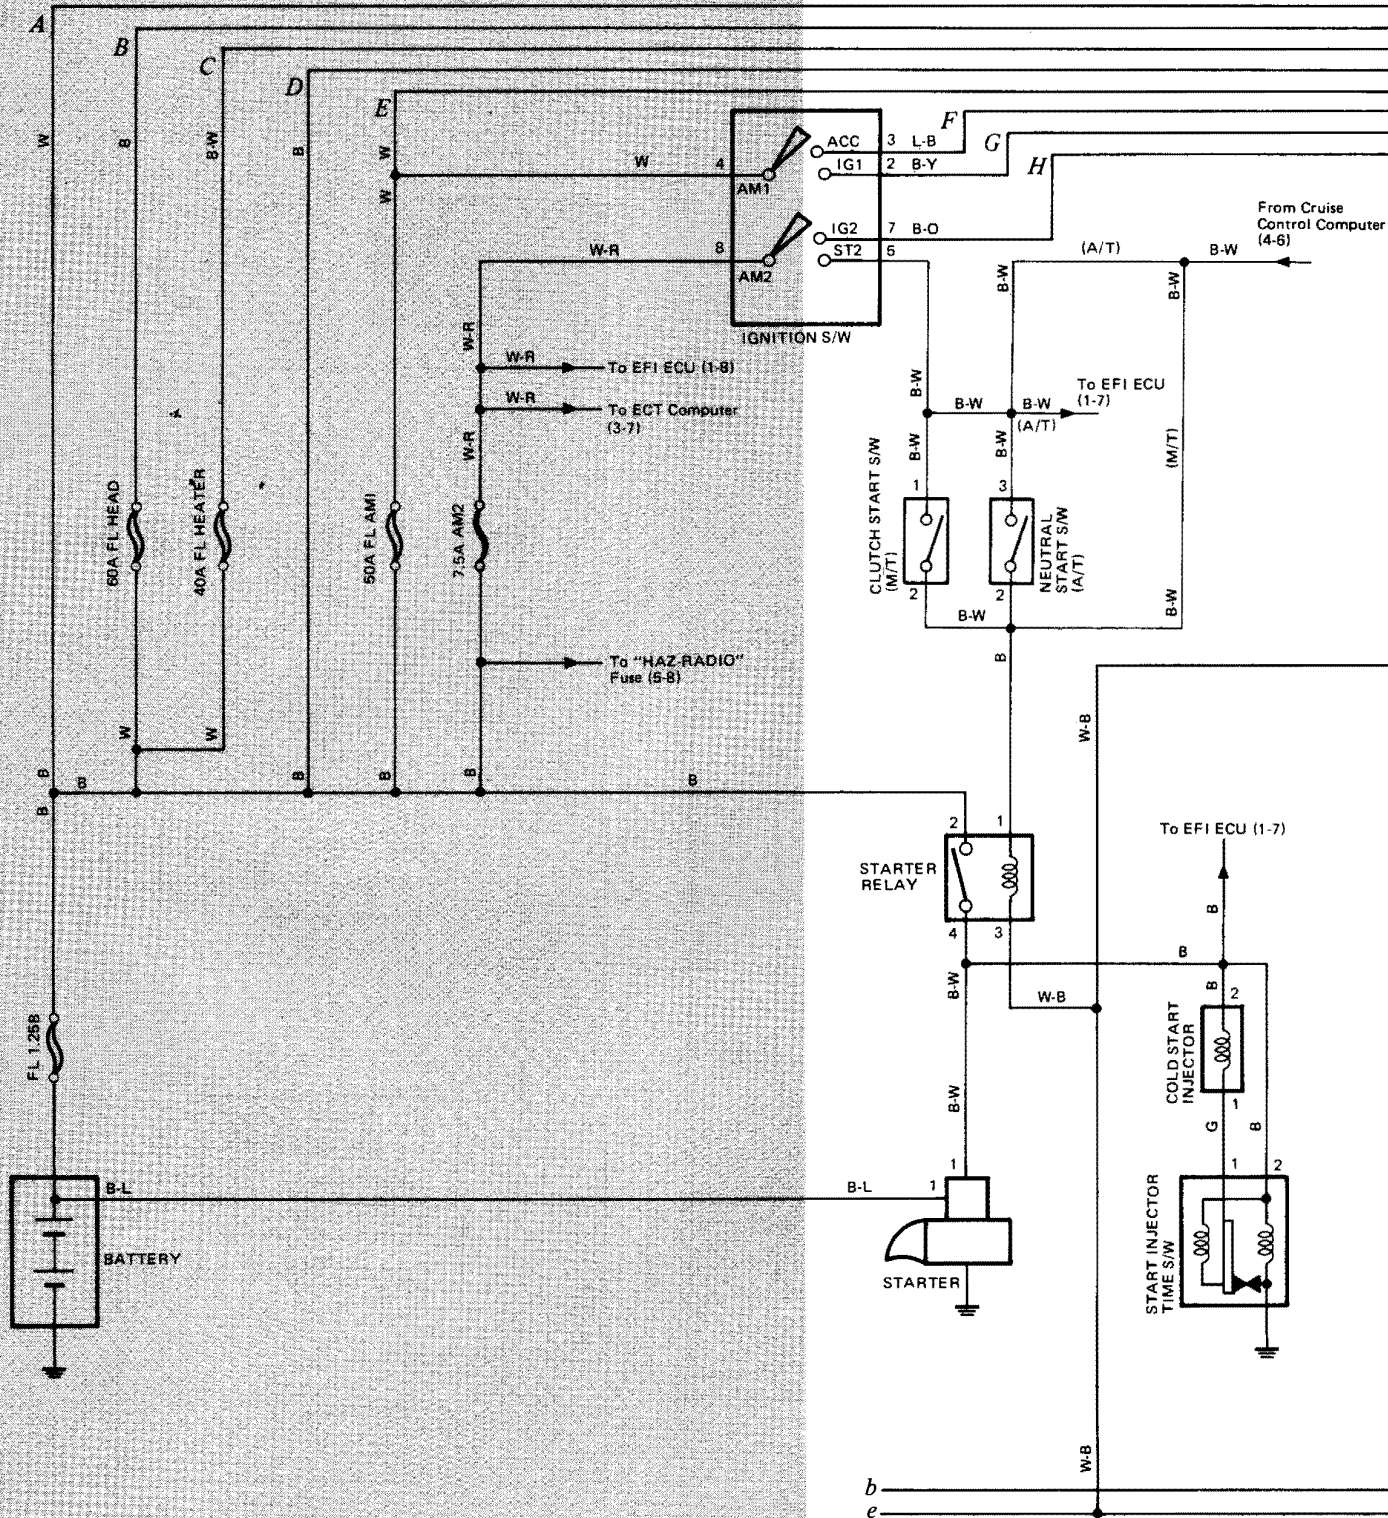 A
B
C
D
E
F
G
H
W
B
B-W
B
W
W
W
4
AM1
ACC
3
L-B
IG1
2
B-Y
IG2
7
B-O
ST2
5
W-R
8
AM2
IGNITION S/W
From Cruise
Control Computer
(4-6)
(A/T)
B-W
B-W
B-W
W-R
W-R
To EFI ECU (1-8)
W-R
To ECT Computer
(3-7)
W-R
B-W
B-W
B-W
(A/T)
To EFI ECU
(1-7)
B-W
B-W
(M/T)
60A FL HEAD
40A FL HEATER
50A FL AM1
7.5A AM2
CLUTCH START S/W
(M/T)
1
2
NEUTRAL
START S/W
(A/T)
3
2
B-W
B-W
B
To "HAZ-RADIO"
Fuse (5-8)
W
W
W-B
B
B
B
B
B
B
B
B
2
1
STARTER
RELAY
4
3
To EFI ECU (1-7)
B
B
B-W
W-B
B
2
COLD START
INJECTOR
1
FL 1.25B
B-W
G
B
B-L
B-L
1
1
1
2
BATTERY
STARTER
START INJECTOR
TIME S/W
W-B
b
e